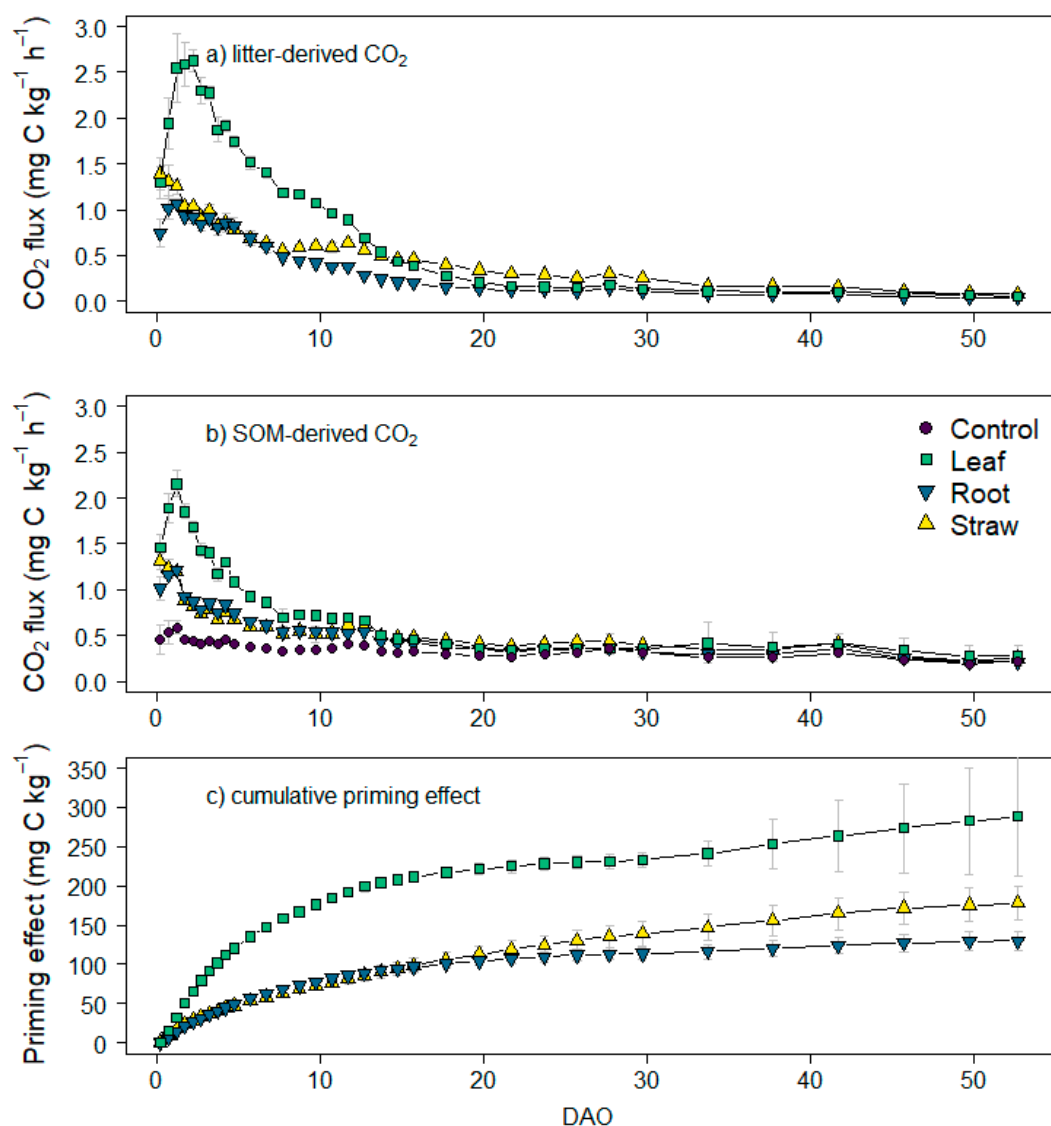 3.0
2.5
2.0
1.5
1.0
0.5
0.0
CO₂ flux (mg C kg⁻¹ h⁻¹)
a) litter-derived CO₂
0 10 20 30 40 50
3.0
2.5
2.0
1.5
1.0
0.5
0.0
CO₂ flux (mg C kg⁻¹ h⁻¹)
b) SOM-derived CO₂
Control
Leaf
Root
Straw
0 10 20 30 40 50
350
300
250
200
150
100
50
0
Priming effect (mg C kg⁻¹)
c) cumulative priming effect
0 10 20 30 40 50
DAO